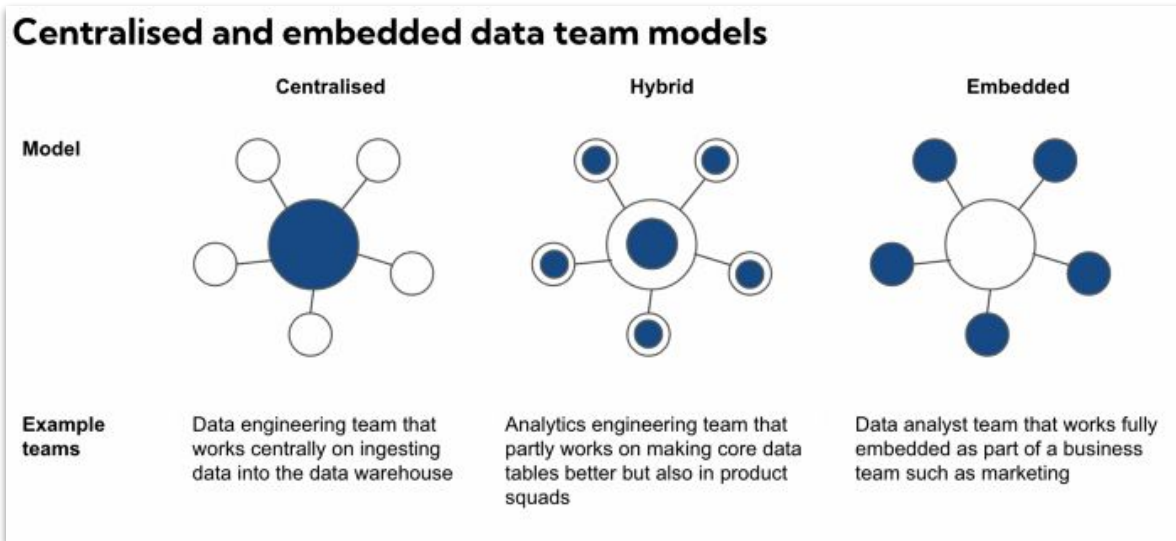 Centralised and embedded data team models
Centralised
Hybrid
Embedded
Model
Example
teams
Data engineering team that
works centrally on ingesting
data into the data warehouse
Analytics engineering team that
partly works on making core data
tables better but also in product
squads
Data analyst team that works fully
embedded as part of a business
team such as marketing